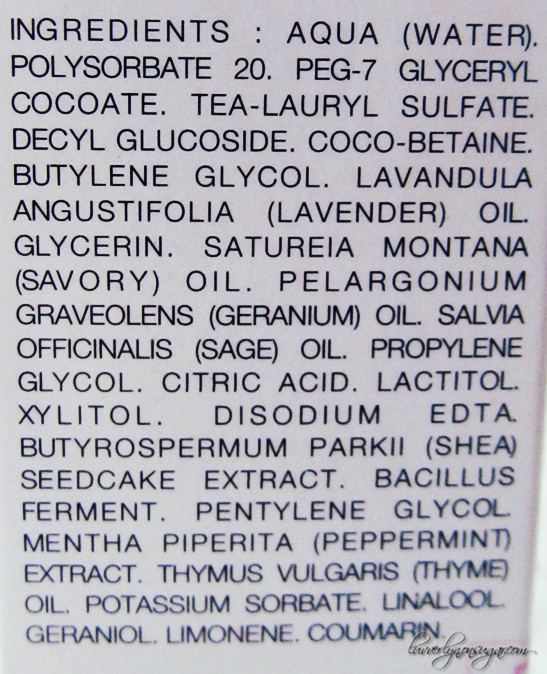 INGREDIENTS : AQUA (WATER).
POLYSORBATE 20. PEG-7 GLYCERYL
COCOATE. TEA-LAURYL SULFATE.
DECYL GLUCOSIDE. COCO-BETAINE.
BUTYLENE GLYCOL. LAVANDULA
ANGUSTIFOLIA (LAVENDER) OIL.
GLYCERIN. SATUREIA MONTANA
(SAVORY) OIL. PELARGONIUM
GRAVEOLENS (GERANIUM) OIL. SALVIA
OFFICINALIS (SAGE) OIL. PROPYLENE
GLYCOL. CITRIC ACID. LACTITOL.
XYLITOL. DISODIUM EDTA.
BUTYROSPERMUM PARKII (SHEA)
SEEDCAKE EXTRACT. BACILLUS
FERMENT. PENTYLENE GLYCOL.
MENTHA PIPERITA (PEPPERMINT)
EXTRACT. THYMUS VULGARIS (THYME)
OIL. POTASSIUM SORBATE. LINALOOL.
GERANIOL. LIMONENE. COUMARIN.
luvverlynonsugar.com